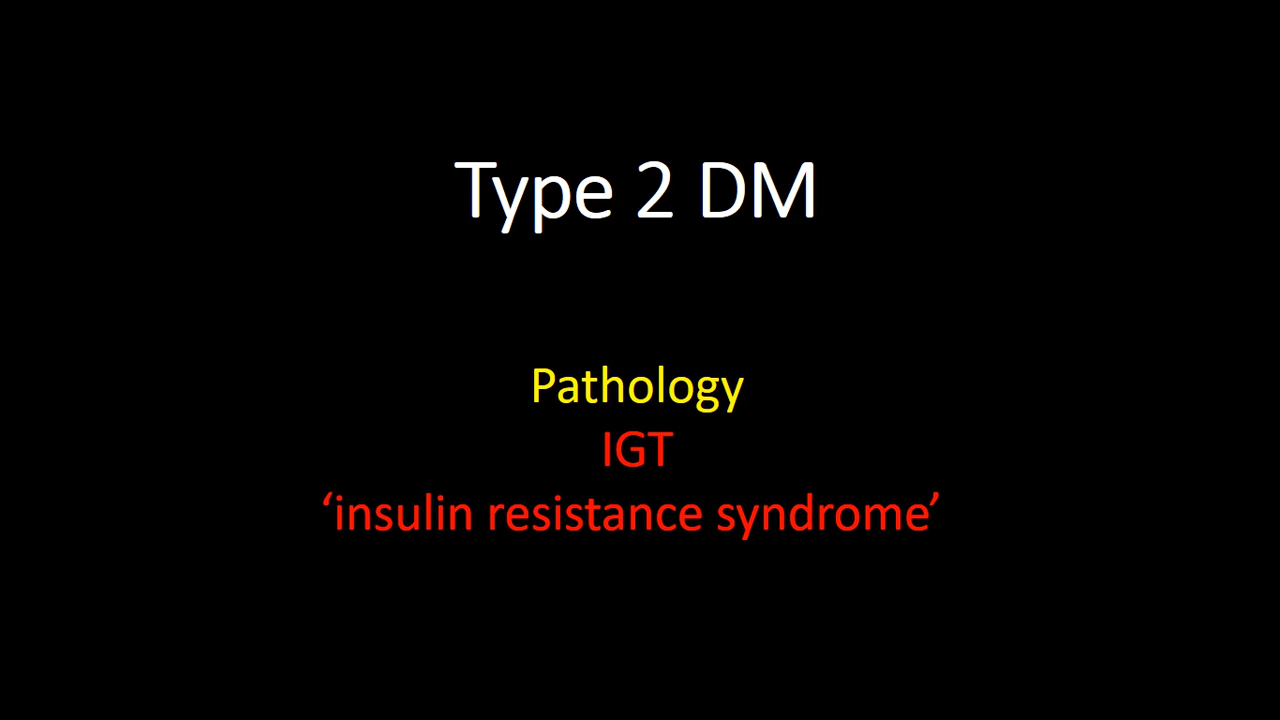 Type 2 DM
Pathology
IGT
‘insulin resistance syndrome’